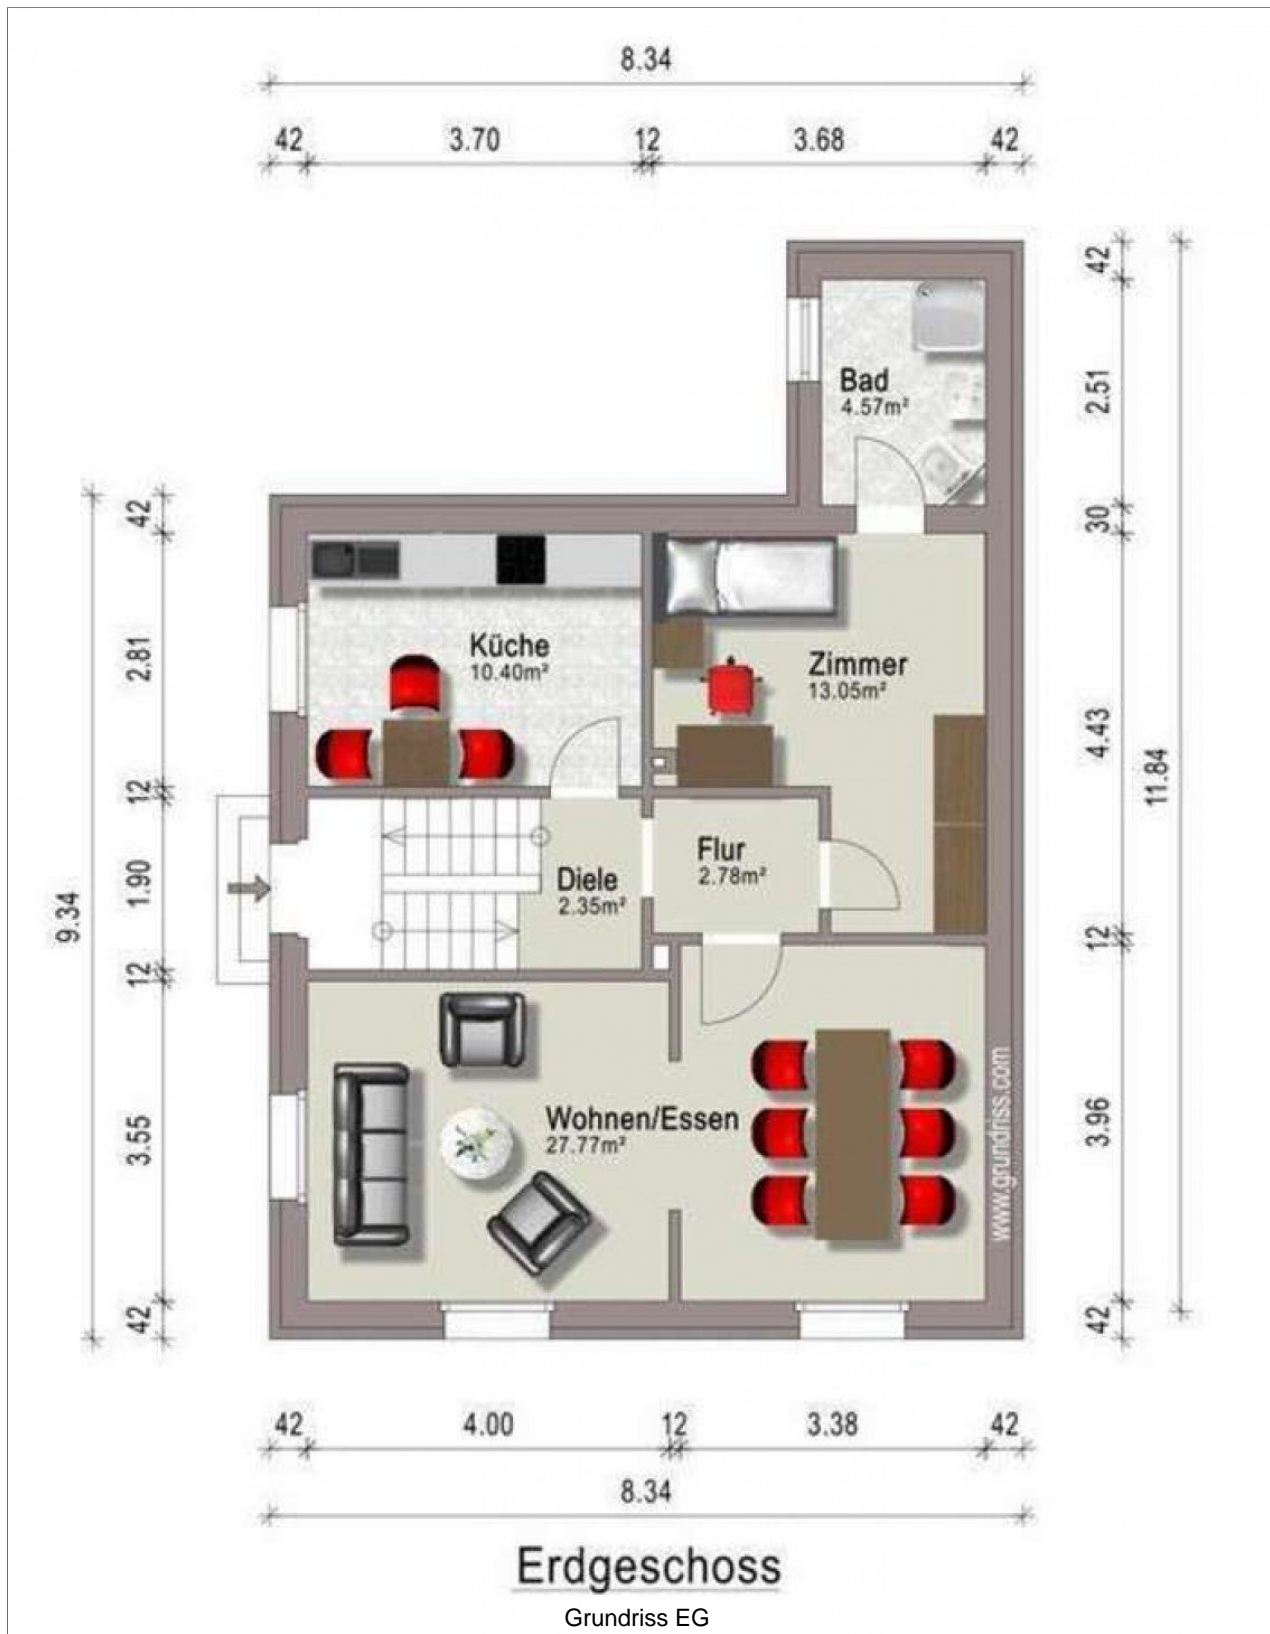 8.34
42 3.70 12 3.68 42
42
2.51
30
4.43
12
3.96
42
11.84
42
2.81
12
1.90
12
3.55
42
9.34
Bad
4.57m²
Küche
10.40m²
Zimmer
13.05m²
Flur
2.78m²
Diele
2.35m²
Wohnen/Essen
27.77m²
www.grundriss.com
42 4.00 12 3.38 42
8.34
Erdgeschoss
Grundriss EG